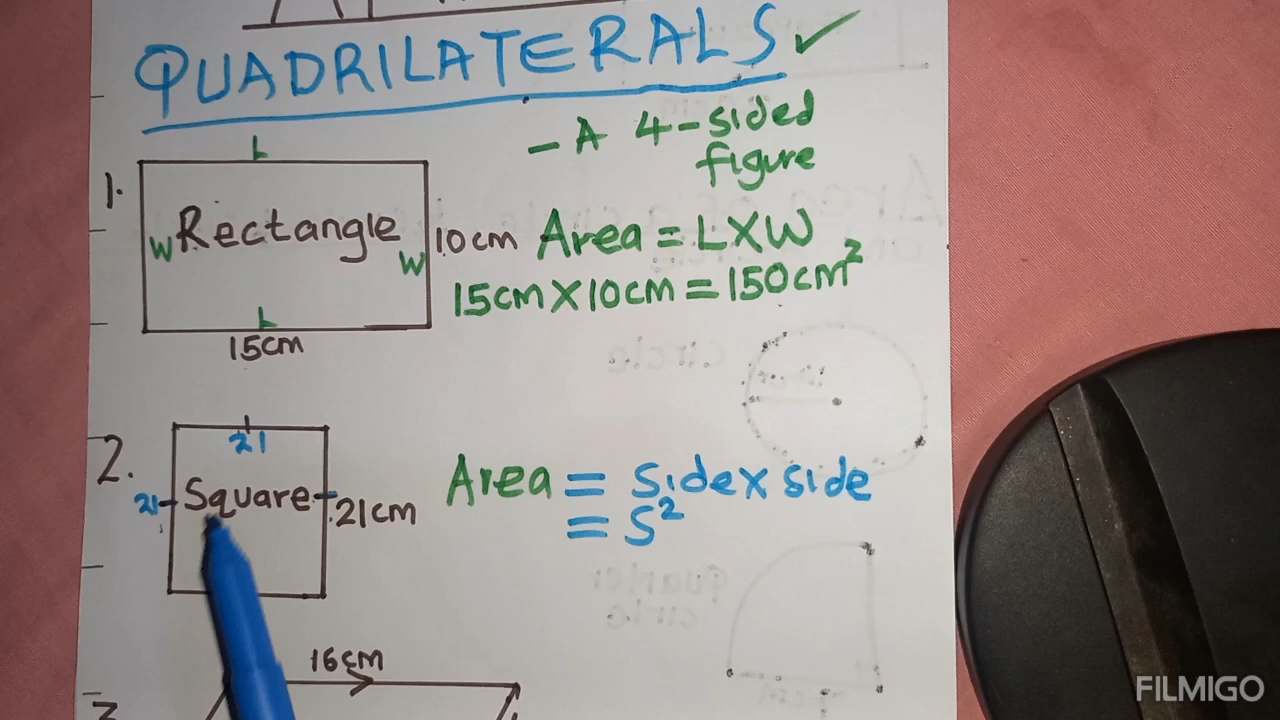 QUADRILATERALS ✓
- A 4-sided
figure
1.
L
W Rectangle W
10cm
Area = L X W
15cm X 10cm = 150cm²
L
15cm
2.
21
21 Square 21cm
Area = side x side
= S²
16cm
3
FILMIGO